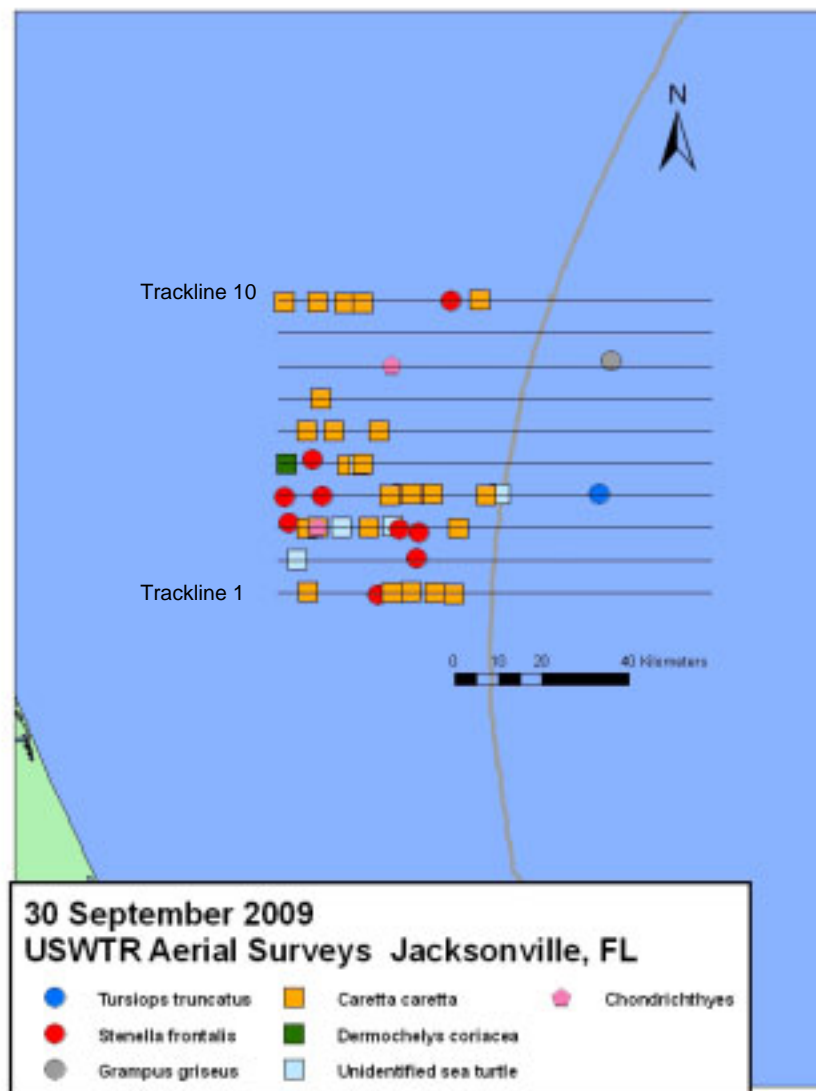 N
Trackline 10
Trackline 1
0 10 20 40 Kilometers
30 September 2009
USWTR Aerial Surveys Jacksonville, FL
Tursiops truncatus Caretta caretta Chondrichthyes
Stenella frontalis Dermochelys coriacea
Grampus griseus Unidentified sea turtle